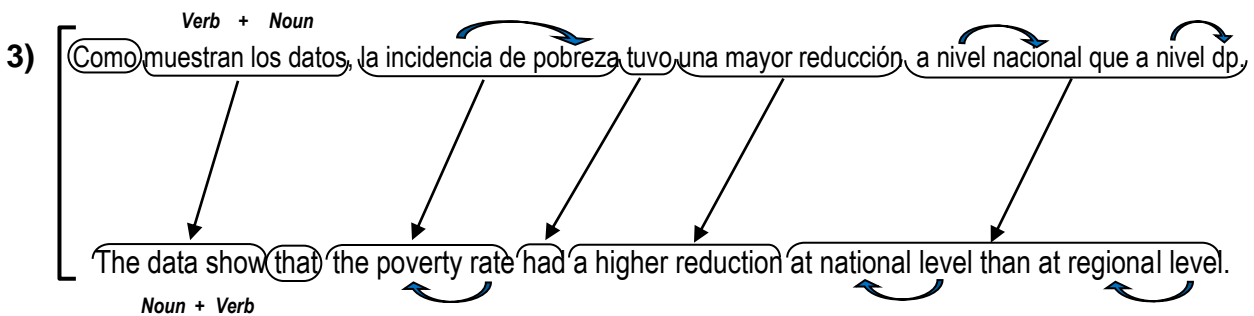 Verb + Noun
3) Como muestran los datos, la incidencia de pobreza tuvo una mayor reducción a nivel nacional que a nivel dp.
The data show that the poverty rate had a higher reduction at national level than at regional level.
Noun + Verb